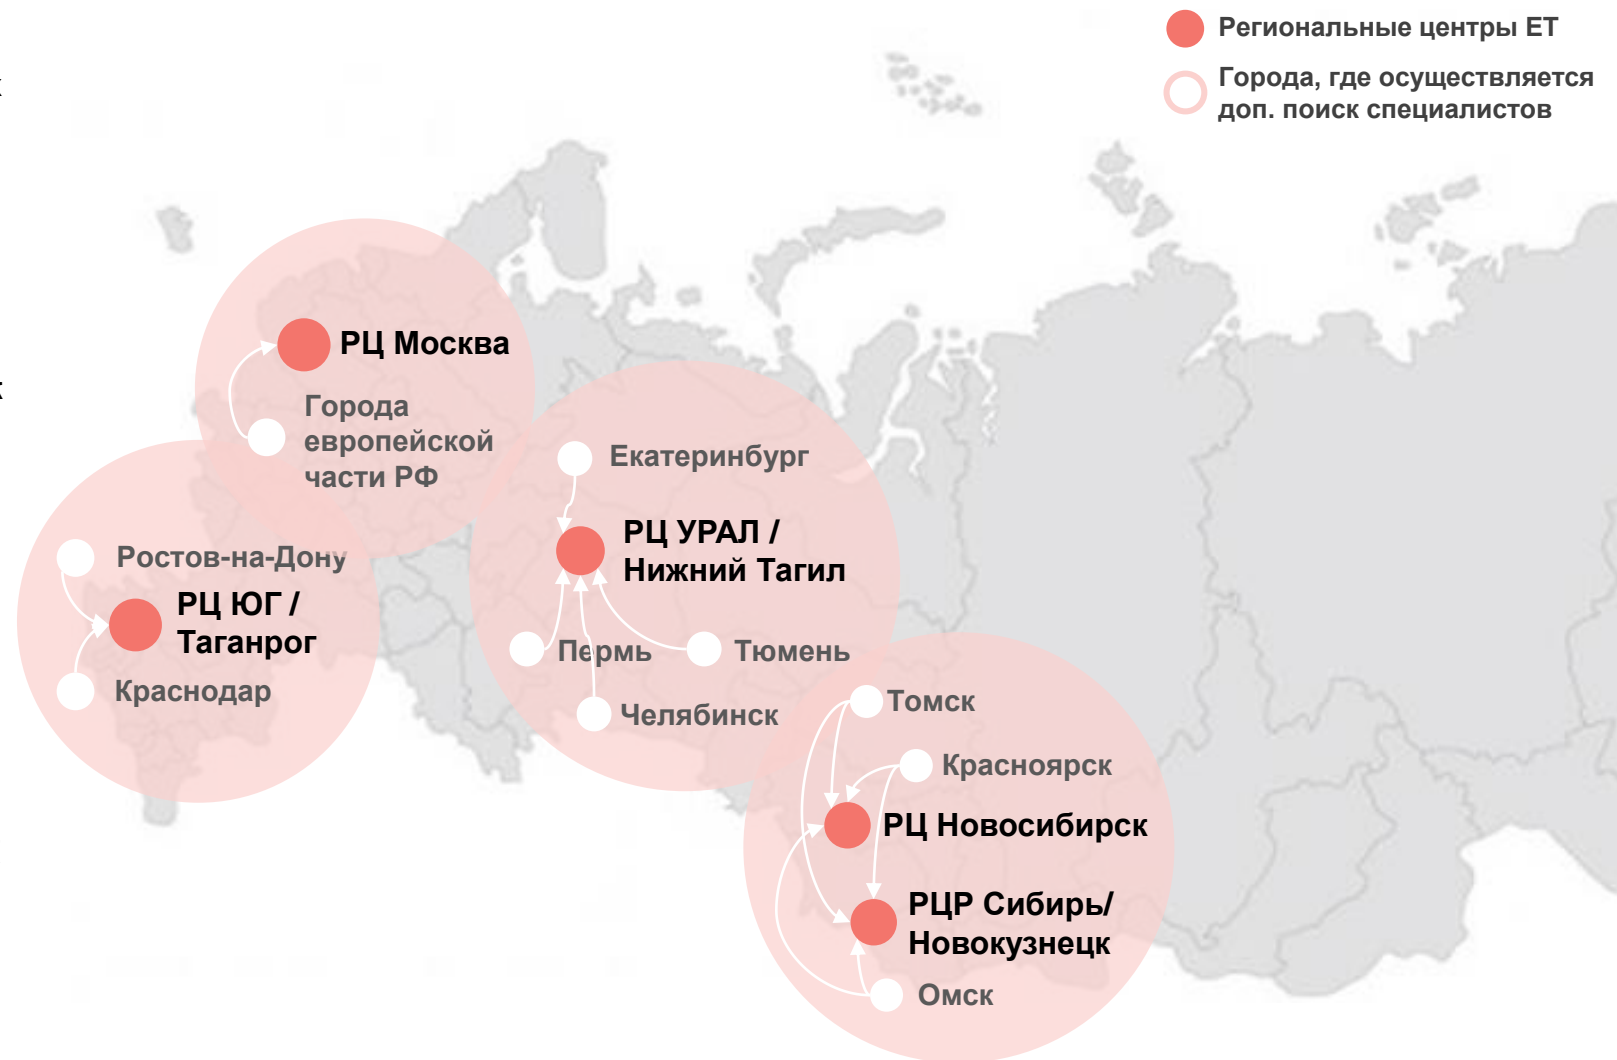 Региональные центры ЕТ
Города, где осуществляется
доп. поиск специалистов
РЦ Москва
Города
европейской
части РФ
Екатеринбург
РЦ УРАЛ /
Нижний Тагил
Ростов-на-Дону
РЦ ЮГ /
Таганрог
Краснодар
Пермь
Тюмень
Челябинск
Томск
Красноярск
РЦ Новосибирск
РЦР Сибирь/
Новокузнецк
Омск